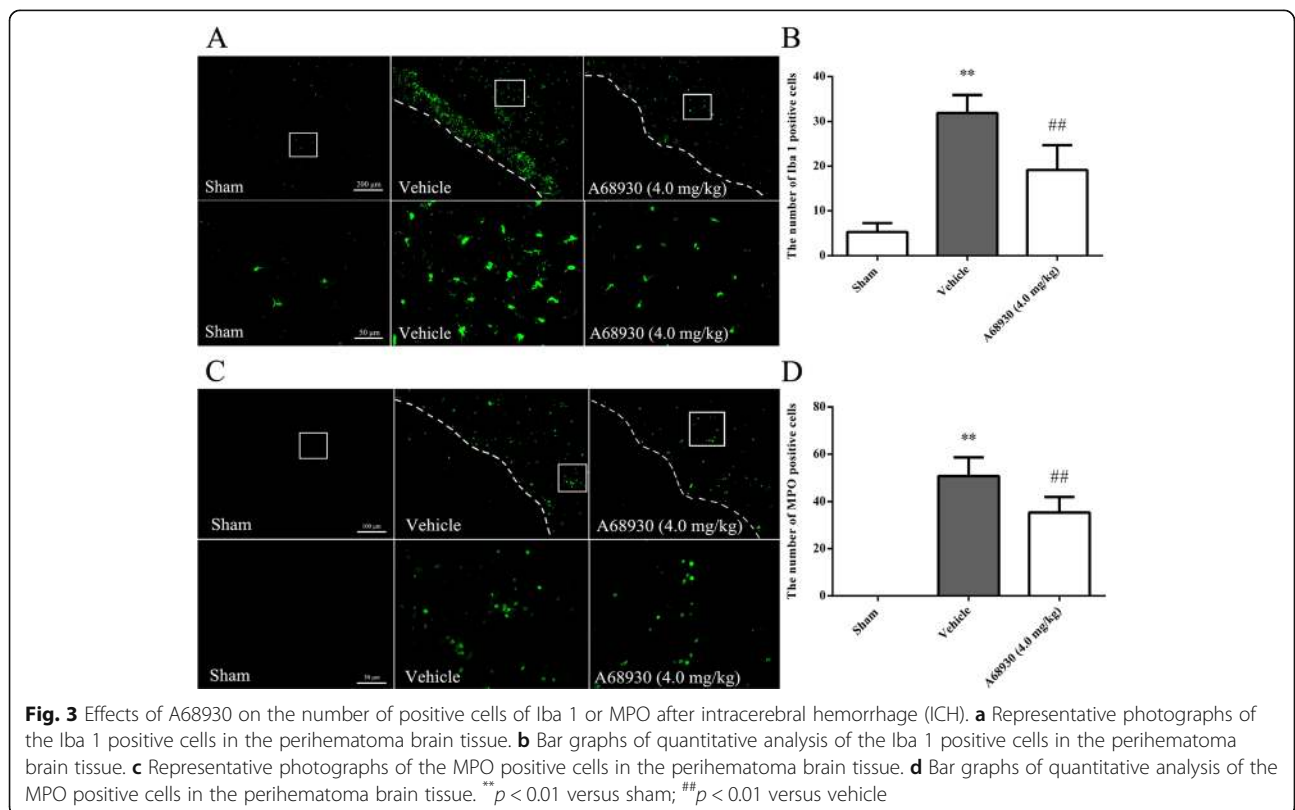 A
B
Sham
200 µm
Vehicle
A68930 (4.0 mg/kg)
Sham
50 µm
Vehicle
A68930 (4.0 mg/kg)
The number of Iba 1 positive cells
40
30
20
10
0
**
##
Sham
Vehicle
A68930 (4.0 mg/kg)
C
D
Sham
100 µm
Vehicle
A68930 (4.0 mg/kg)
Sham
50 µm
Vehicle
A68930 (4.0 mg/kg)
The number of MPO positive cells
80
60
40
20
0
**
##
Sham
Vehicle
A68930 (4.0 mg/kg)
Fig. 3 Effects of A68930 on the number of positive cells of Iba 1 or MPO after intracerebral hemorrhage (ICH). a Representative photographs of
the Iba 1 positive cells in the perihematoma brain tissue. b Bar graphs of quantitative analysis of the Iba 1 positive cells in the perihematoma
brain tissue. c Representative photographs of the MPO positive cells in the perihematoma brain tissue. d Bar graphs of quantitative analysis of the
MPO positive cells in the perihematoma brain tissue. **p < 0.01 versus sham; ##p < 0.01 versus vehicle